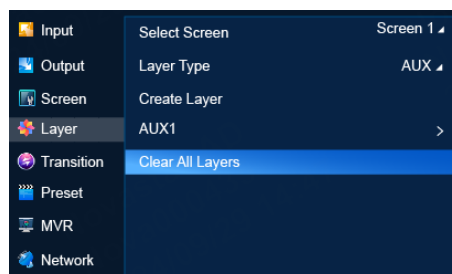 Input
Output
Screen
Layer
Transition
Preset
MVR
Network
Select Screen Screen 1
Layer Type AUX
Create Layer
AUX1 >
Clear All Layers